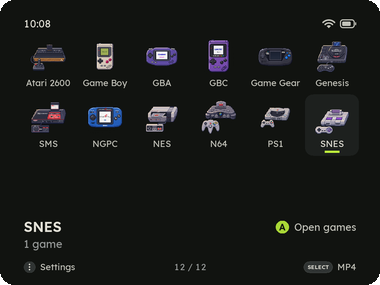 10:08
Atari 2600 Game Boy GBA GBC Game Gear Genesis
SMS NGPC NES N64 PS1 SNES
SNES
A Open games
1 game
Settings 12 / 12 SELECT MP4